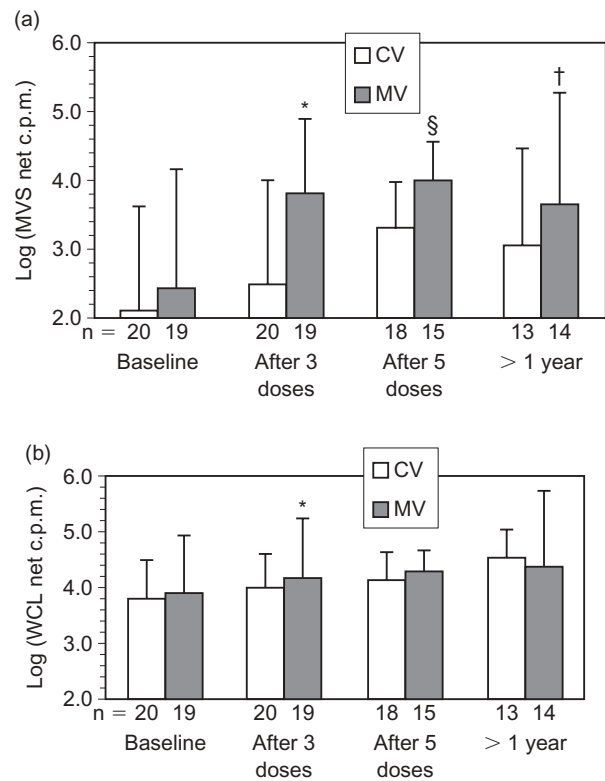 (a)
6.0
5.0
4.0
3.0
2.0
Log (MVS net c.p.m.)
CV
MV
*
§
†
n = 20 19 20 19 18 15 13 14
Baseline After 3 After 5 > 1 year
doses doses
(b)
6.0
5.0
4.0
3.0
2.0
Log (WCL net c.p.m.)
CV
MV
*
n = 20 19 20 19 18 15 13 14
Baseline After 3 After 5 > 1 year
doses doses